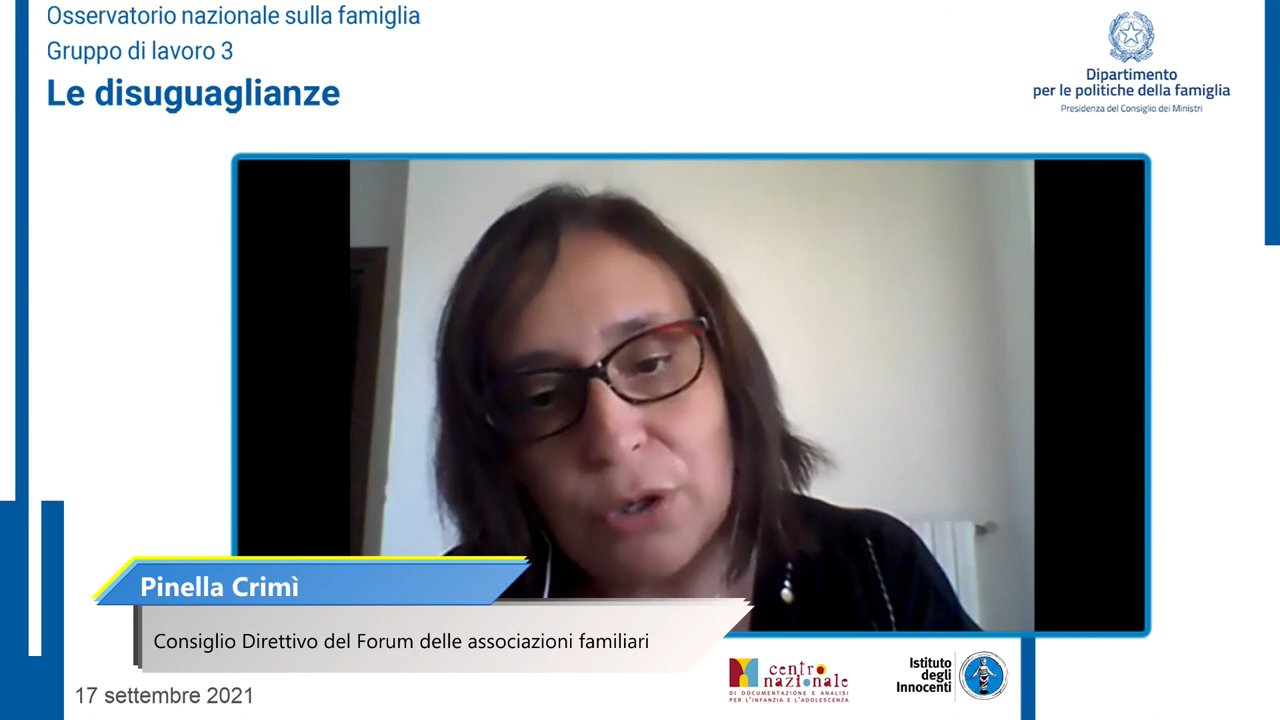 Osservatorio nazionale sulla famiglia
Gruppo di lavoro 3
Le disuguaglianze
Dipartimento
per le politiche della famiglia
Presidenza del Consiglio dei Ministri
Pinella Crimì
Consiglio Direttivo del Forum delle associazioni familiari
17 settembre 2021
centro
nazionale
DI DOCUMENTAZIONE E ANALISI
PER L'INFANZIA E L'ADOLESCENZA
Istituto
degli
Innocenti